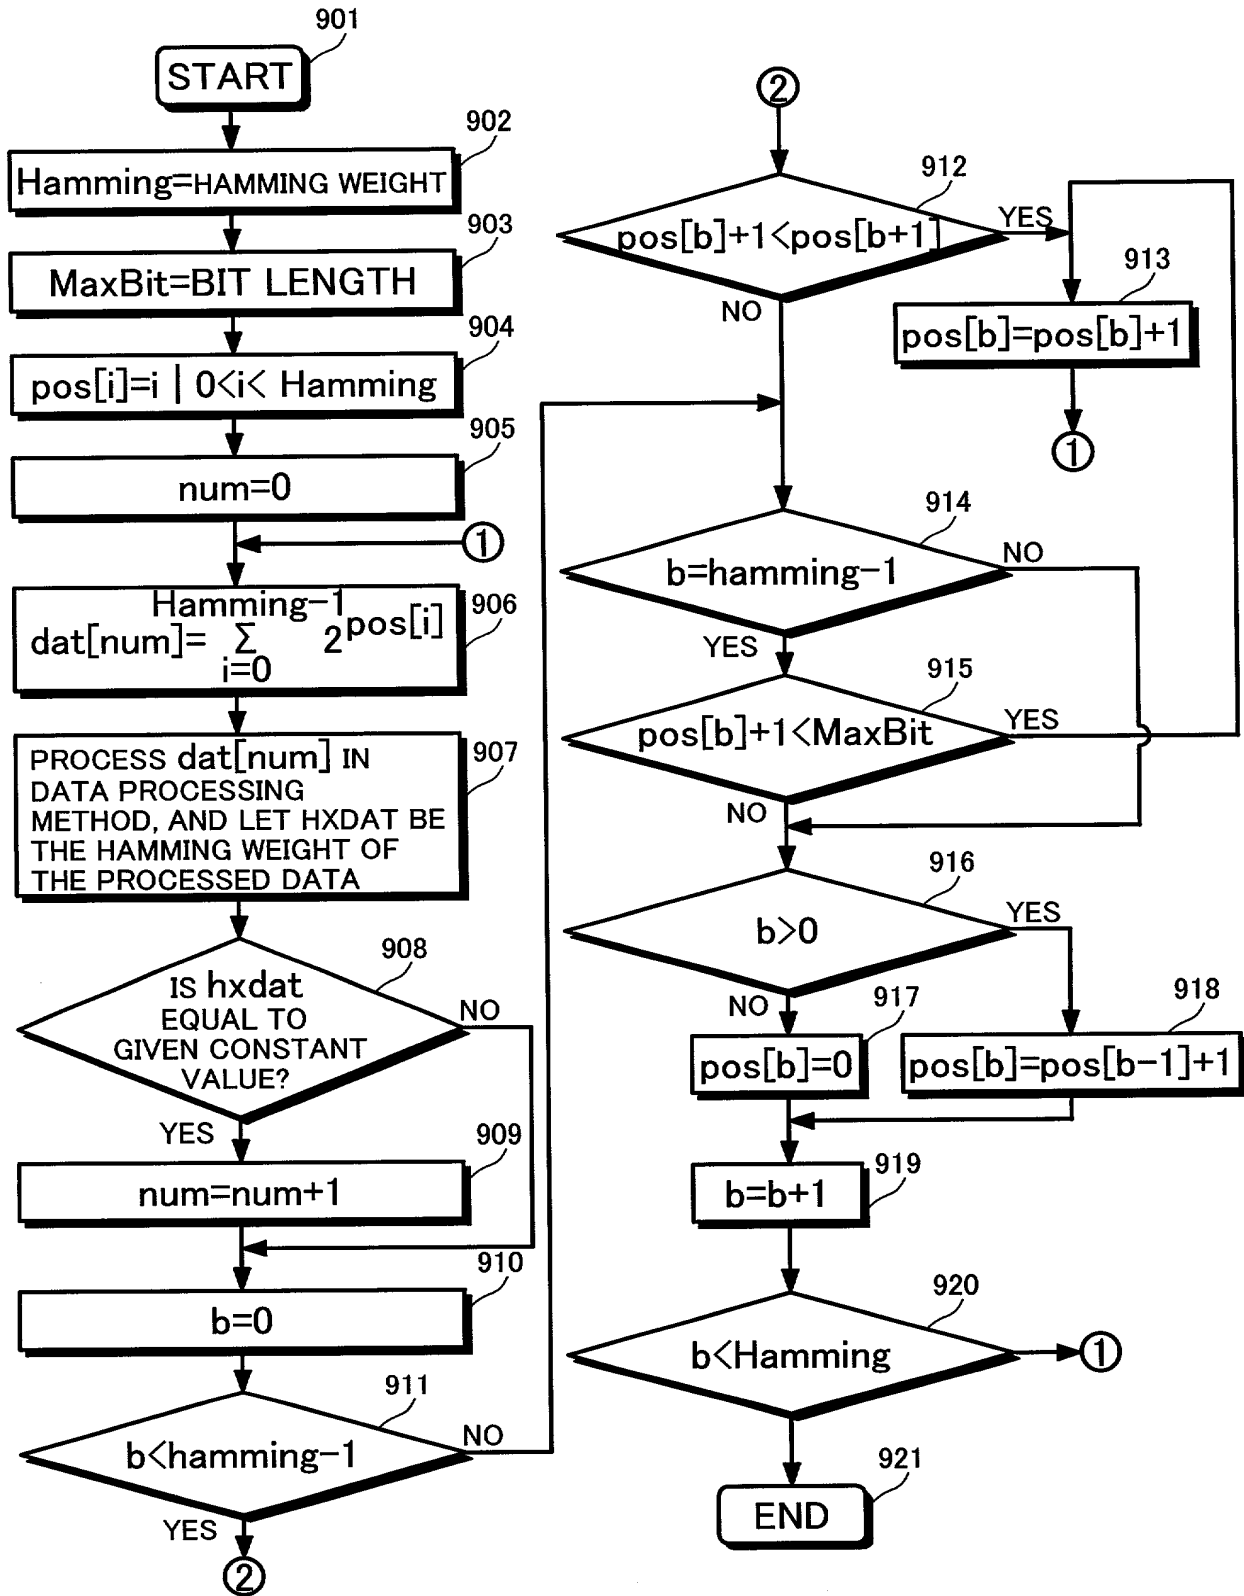 901
START
902
Hamming=HAMMING WEIGHT
903
MaxBit=BIT LENGTH
904
pos[i]=i | 0<i< Hamming
905
num=0
①
906
Hamming-1
dat[num]= Σ 2pos[i]
i=0
907
PROCESS dat[num] IN
DATA PROCESSING
METHOD, AND LET HXDAT BE
THE HAMMING WEIGHT OF
THE PROCESSED DATA
908
IS hxdat
EQUAL TO
GIVEN CONSTANT
VALUE?
NO
YES
909
num=num+1
910
b=0
911
b<hamming-1
NO
YES
②
②
912
pos[b]+1<pos[b+1]
YES
NO
913
pos[b]=pos[b]+1
①
914
b=hamming-1
NO
YES
915
pos[b]+1<MaxBit
YES
NO
916
b>0
YES
NO
917
pos[b]=0
918
pos[b]=pos[b-1]+1
919
b=b+1
920
b<Hamming
①
921
END